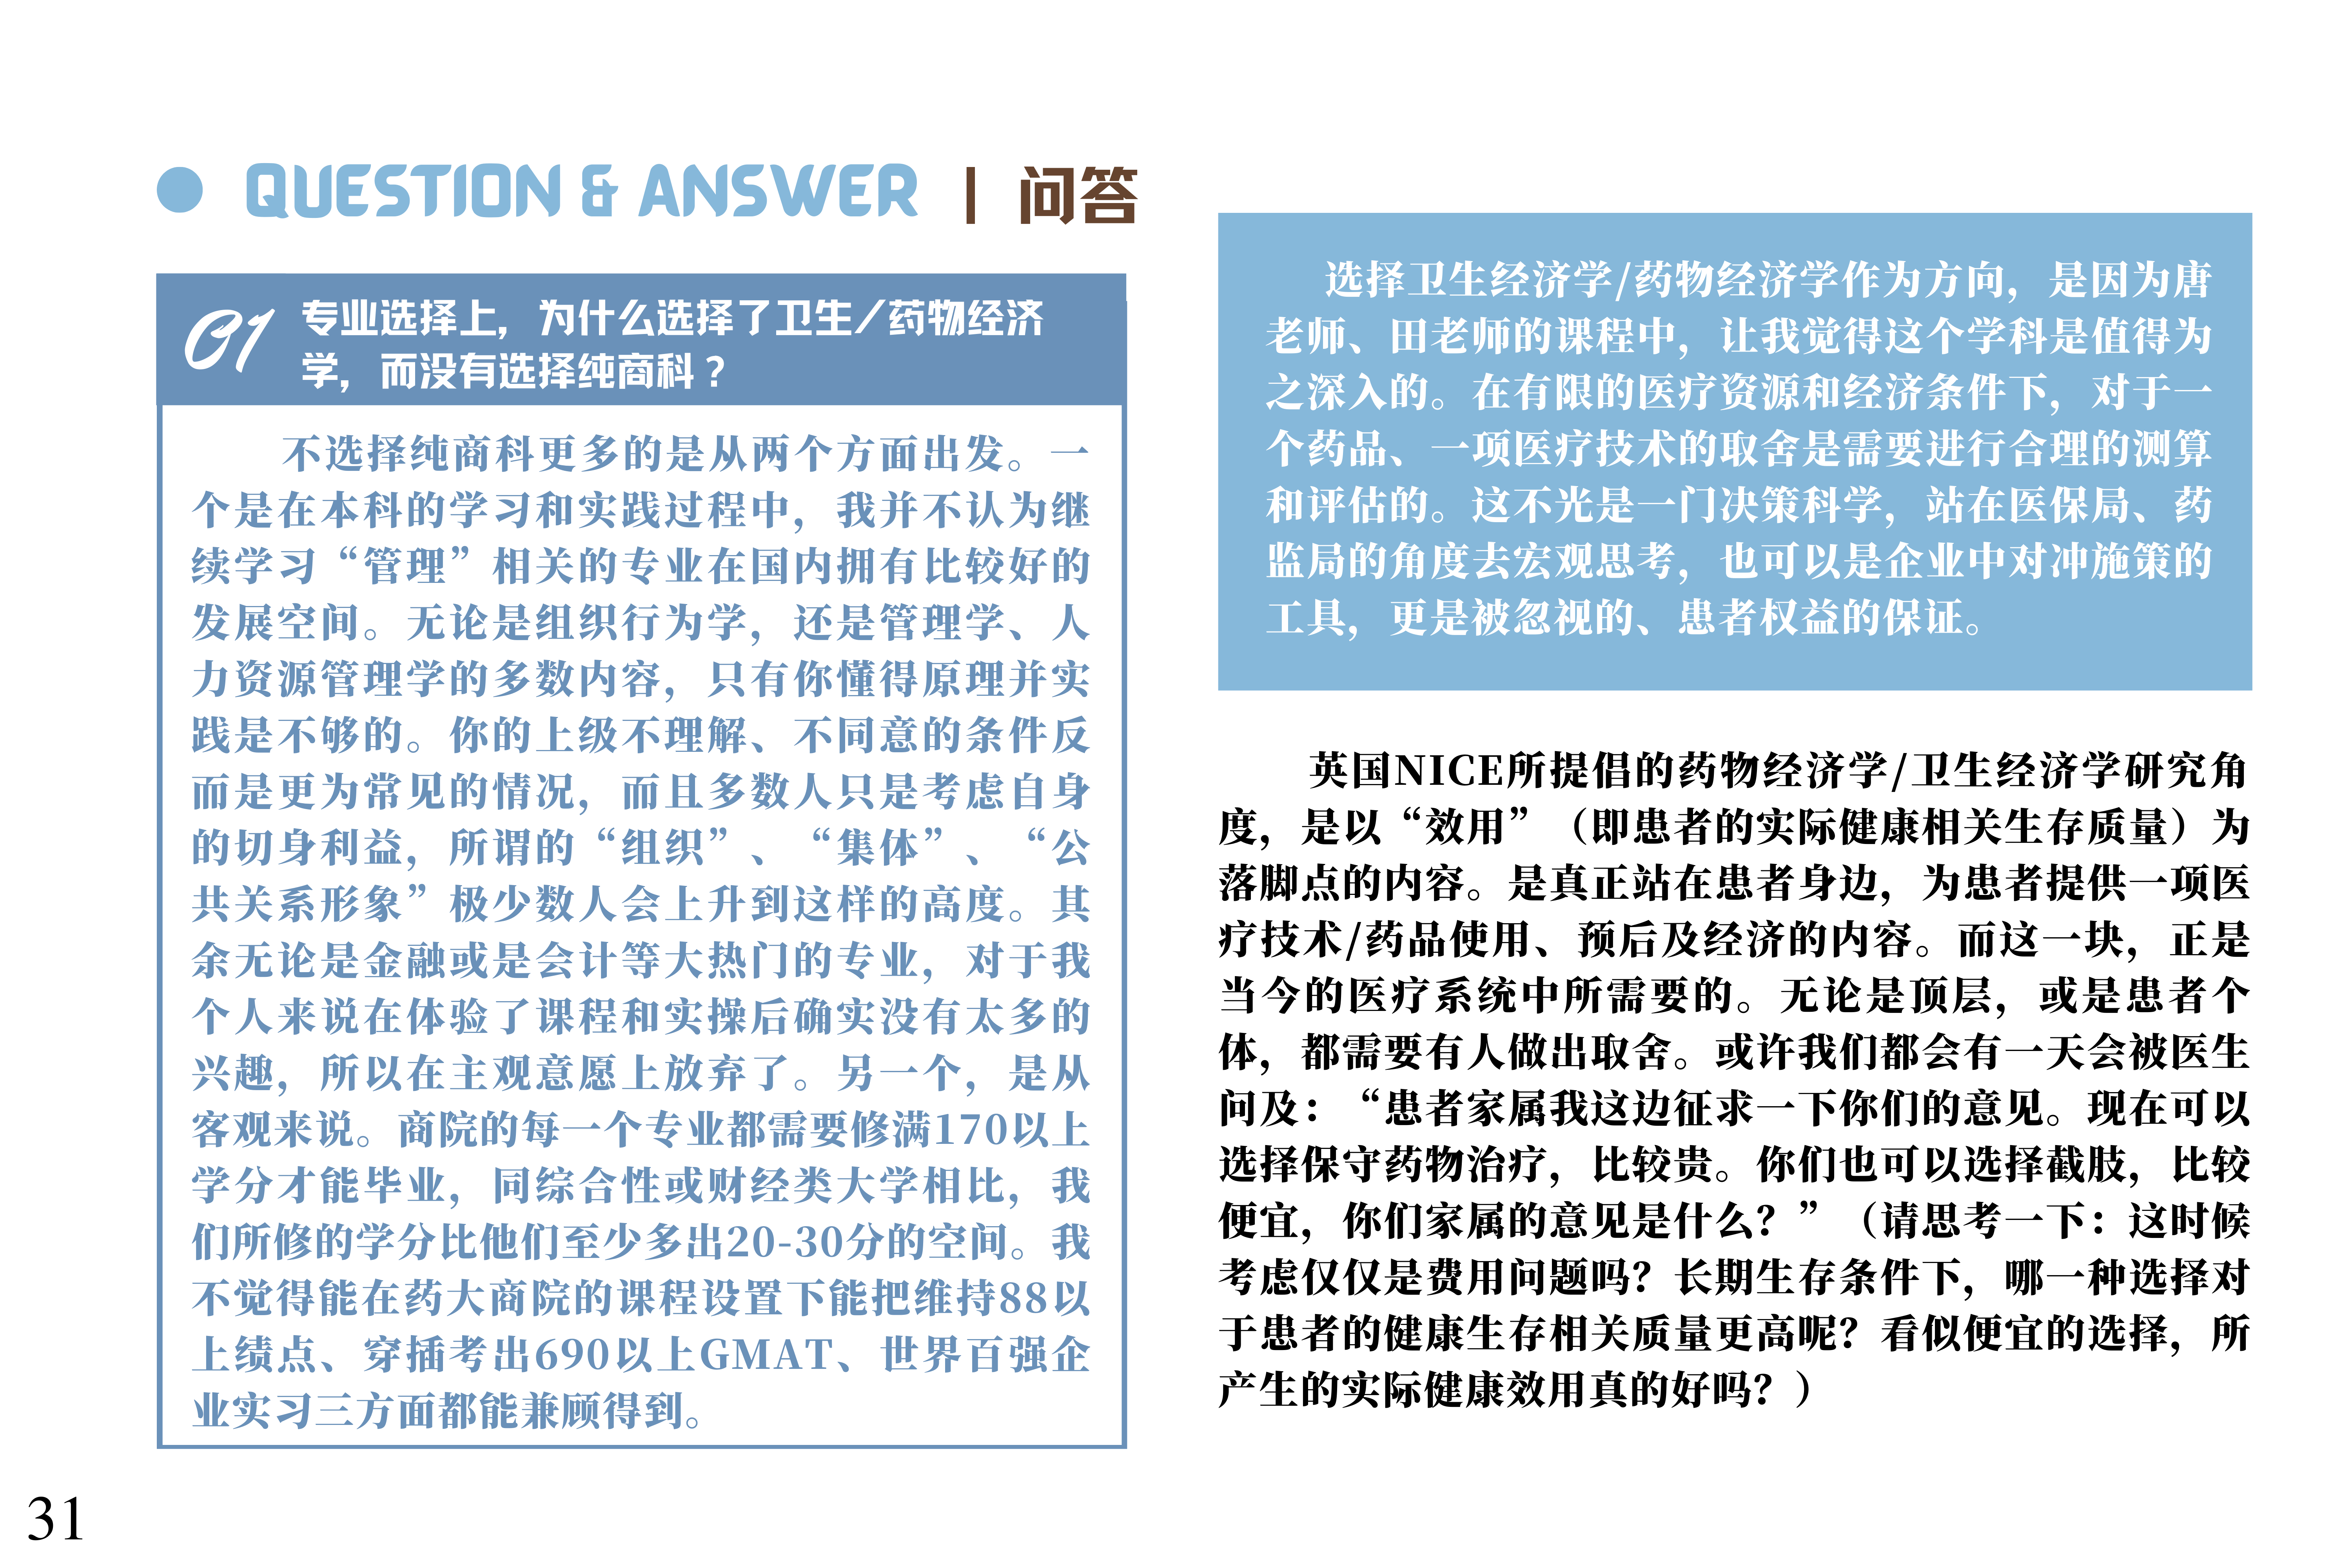 QUESTION & ANSWER | 问答
01
专业选择上，为什么选择了卫生/药物经济
学，而没有选择纯商科？
不选择纯商科更多的是从两个方面出发。一
个是在本科的学习和实践过程中，我并不认为继
续学习“管理”相关的专业在国内拥有比较好的
发展空间。无论是组织行为学，还是管理学、人
力资源管理学的多数内容，只有你懂得原理并实
践是不够的。你的上级不理解、不同意的条件反
而是更为常见的情况，而且多数人只是考虑自身
的切身利益，所谓的“组织”、“集体”、“公
共关系形象”极少数人会上升到这样的高度。其
余无论是金融或是会计等大热门的专业，对于我
个人来说在体验了课程和实操后确实没有太多的
兴趣，所以在主观意愿上放弃了。另一个，是从
客观来说。商院的每一个专业都需要修满170以上
学分才能毕业，同综合性或财经类大学相比，我
们所修的学分比他们至少多出20-30分的空间。我
不觉得能在药大商院的课程设置下能把维持88以
上绩点、穿插考出690以上GMAT、世界百强企
业实习三方面都能兼顾得到。
选择卫生经济学/药物经济学作为方向，是因为唐
老师、田老师的课程中，让我觉得这个学科是值得为
之深入的。在有限的医疗资源和经济条件下，对于一
个药品、一项医疗技术的取舍是需要进行合理的测算
和评估的。这不光是一门决策科学，站在医保局、药
监局的角度去宏观思考，也可以是企业中对冲施策的
工具，更是被忽视的、患者权益的保证。
英国NICE所提倡的药物经济学/卫生经济学研究角
度，是以“效用”（即患者的实际健康相关生存质量）为
落脚点的内容。是真正站在患者身边，为患者提供一项医
疗技术/药品使用、预后及经济的内容。而这一块，正是
当今的医疗系统中所需要的。无论是顶层，或是患者个
体，都需要有人做出取舍。或许我们都会有一天会被医生
问及：“患者家属我这边征求一下你们的意见。现在可以
选择保守药物治疗，比较贵。你们也可以选择截肢，比较
便宜，你们家属的意见是什么？”（请思考一下：这时候
考虑仅仅是费用问题吗？长期生存条件下，哪一种选择对
于患者的健康生存相关质量更高呢？看似便宜的选择，所
产生的实际健康效用真的好吗？）
31